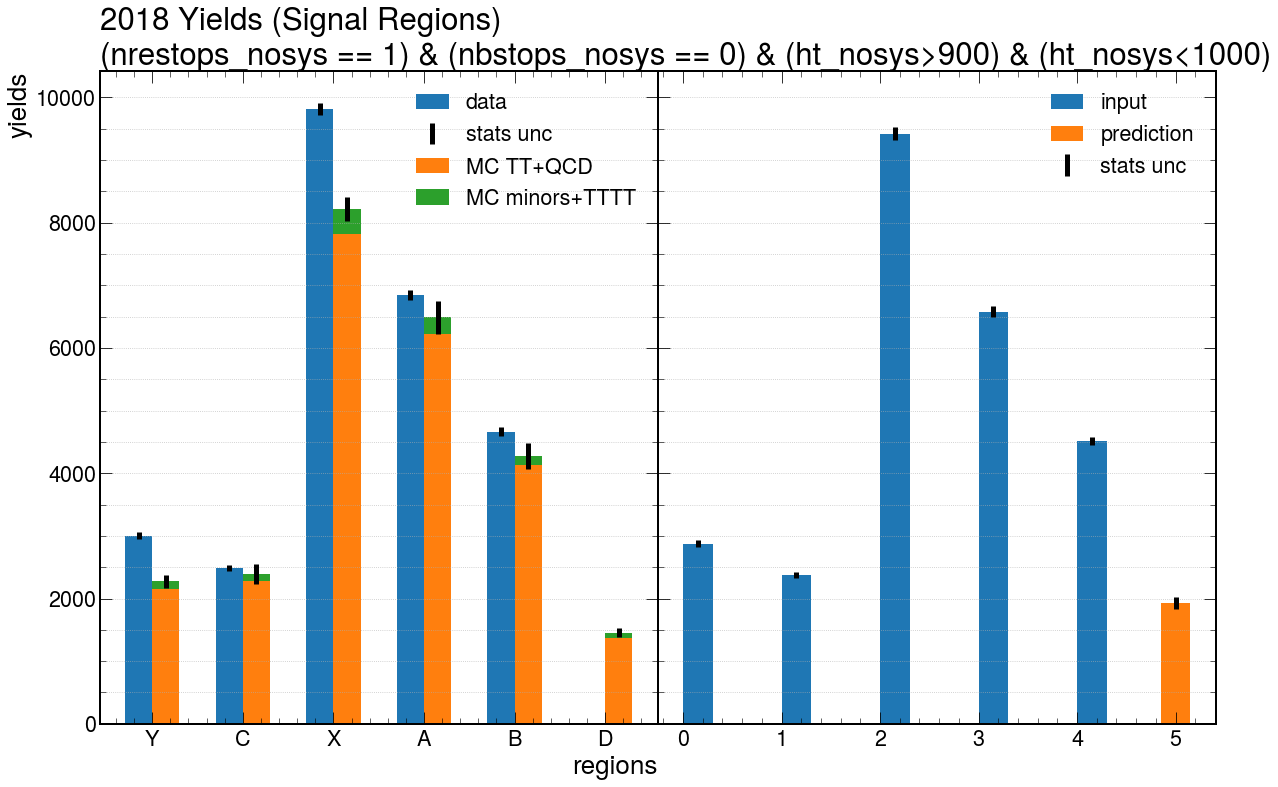 2018 Yields (Signal Regions)
(nrestops_nosys == 1) & (nbstops_nosys == 0) & (ht_nosys>900) & (ht_nosys<1000)
yields
10000
8000
6000
4000
2000
0
data
stats unc
MC TT+QCD
MC minors+TTTT
input
prediction
stats unc
Y C X A B D
0 1 2 3 4 5
regions